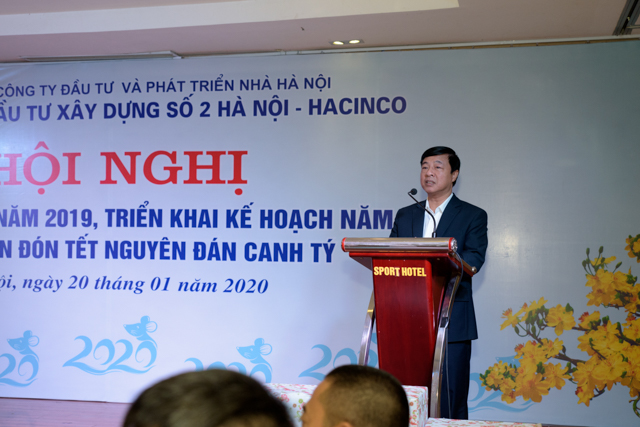 CÔNG TY ĐẦU TƯ VÀ PHÁT TRIỂN NHÀ HÀ NỘI
ẦU TƯ XÂY DỰNG SỐ 2 HÀ NỘI - HACINCO
HỘI NGHỊ
NĂM 2019, TRIỂN KHAI KẾ HOẠCH NĂM
N ĐÓN TẾT NGUYÊN ĐÁN CANH TÝ
ội, ngày 20 tháng 01 năm 2020
SPORT HOTEL
2020 2020 2020 2020